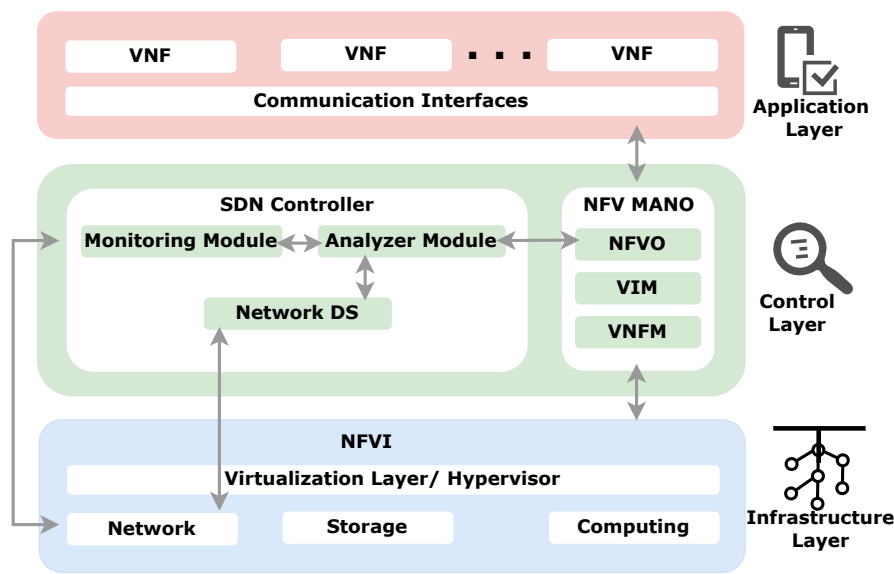 VNF
VNF
VNF
Communication Interfaces
Application
Layer
SDN Controller
NFV MANO
Monitoring Module
Analyzer Module
NFVO
VIM
Network DS
VNFM
Control
Layer
NFVI
Virtualization Layer/ Hypervisor
Network
Storage
Computing
Infrastructure
Layer